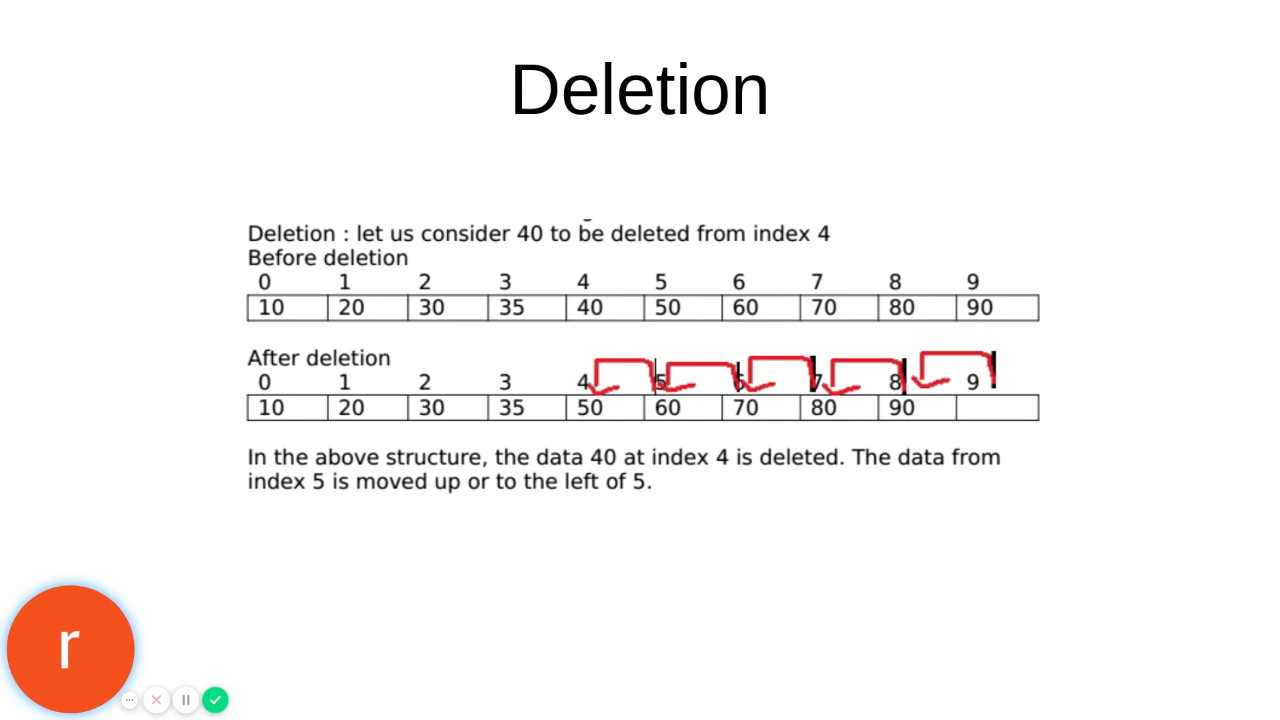 Deletion
Deletion : let us consider 40 to be deleted from index 4
Before deletion
0 1 2 3 4 5 6 7 8 9
10 20 30 35 40 50 60 70 80 90
After deletion
0 1 2 3 4 5 6 7 8 9
10 20 30 35 50 60 70 80 90
In the above structure, the data 40 at index 4 is deleted. The data from
index 5 is moved up or to the left of 5.
r